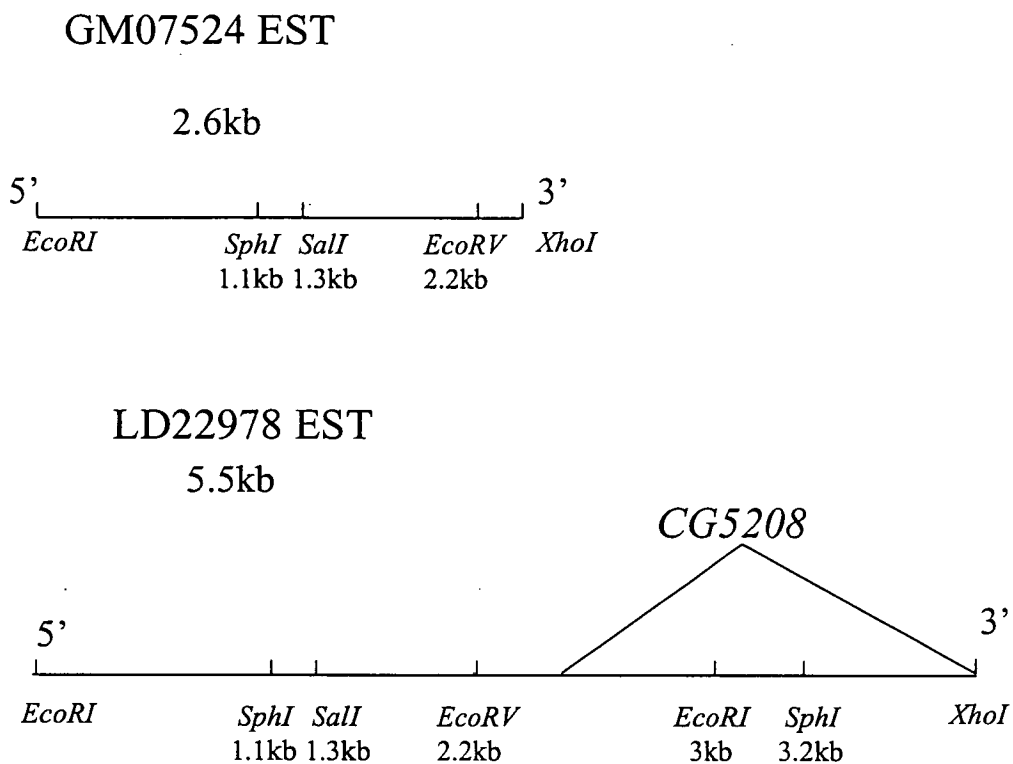 GM07524 EST
2.6kb
5’ 3’
EcoRI SphI SalI EcoRV XhoI
1.1kb 1.3kb 2.2kb
LD22978 EST
5.5kb
CG5208
5’ 3’
EcoRI SphI SalI EcoRV EcoRI SphI XhoI
1.1kb 1.3kb 2.2kb 3kb 3.2kb